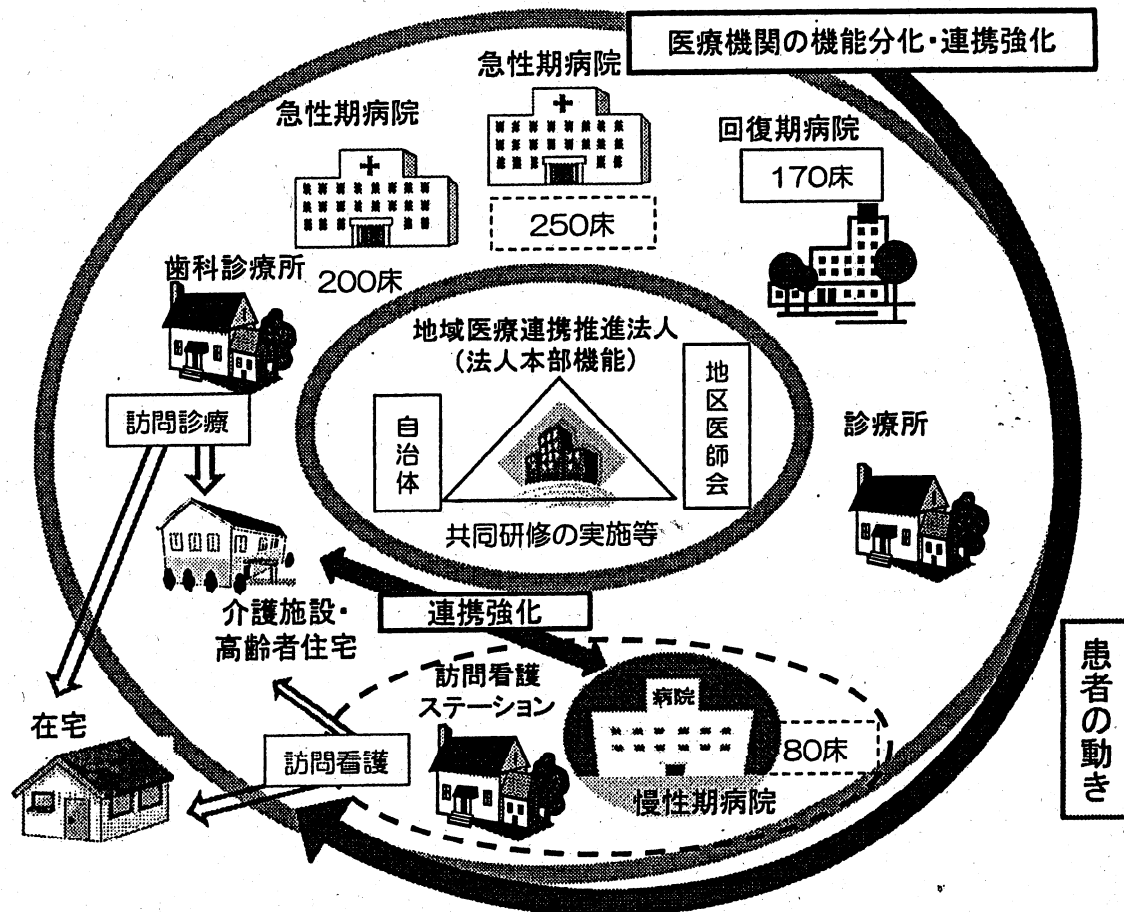 医療機関の機能分化・連携強化
急性期病院
急性期病院
回復期病院
170床
250床
200床
歯科診療所
地域医療連携推進法人
(法人本部機能)
自治体
地区医師会
共同研修の実施等
訪問診療
診療所
介護施設・
高齢者住宅
連携強化
患者の動き
訪問看護
ステーション
病院
80床
慢性期病院
在宅
訪問看護